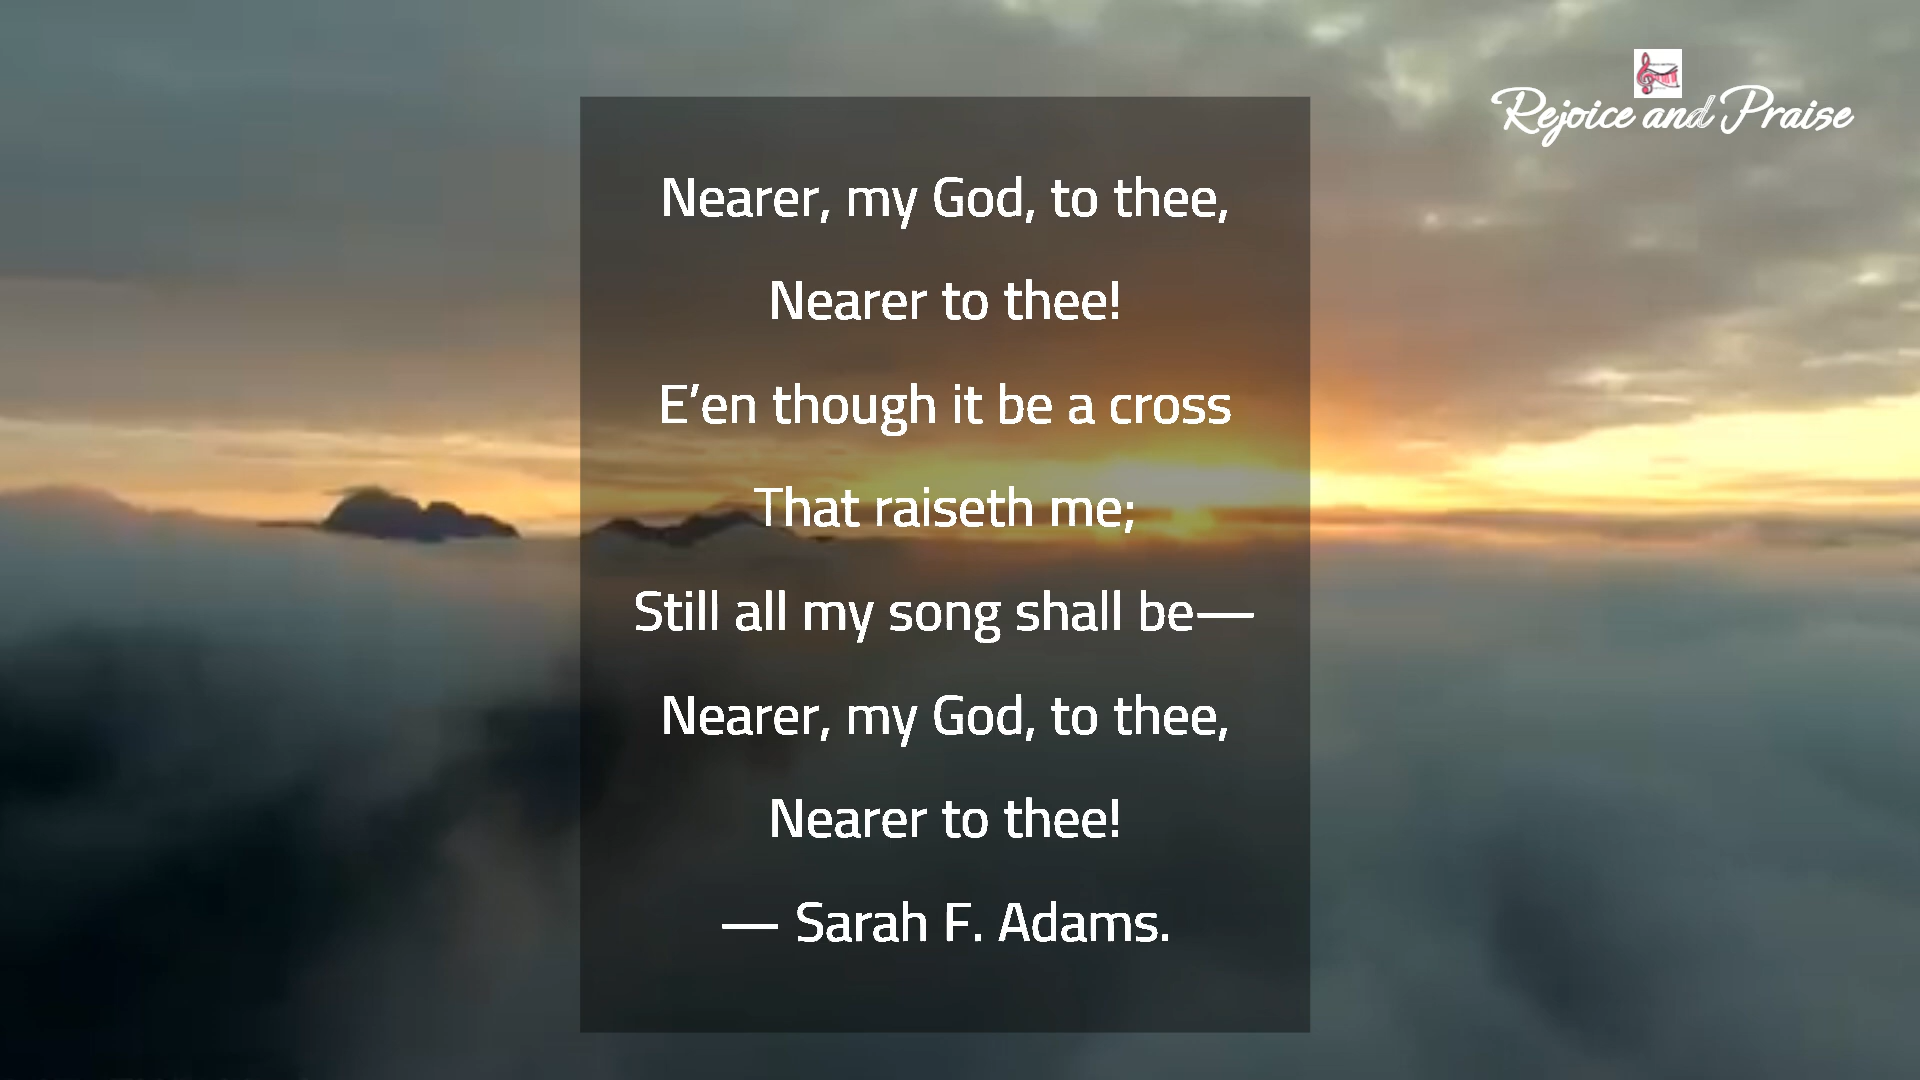 Rejoice and Praise
Nearer, my God, to thee,
Nearer to thee!
E’en though it be a cross
That raiseth me;
Still all my song shall be—
Nearer, my God, to thee,
Nearer to thee!
— Sarah F. Adams.